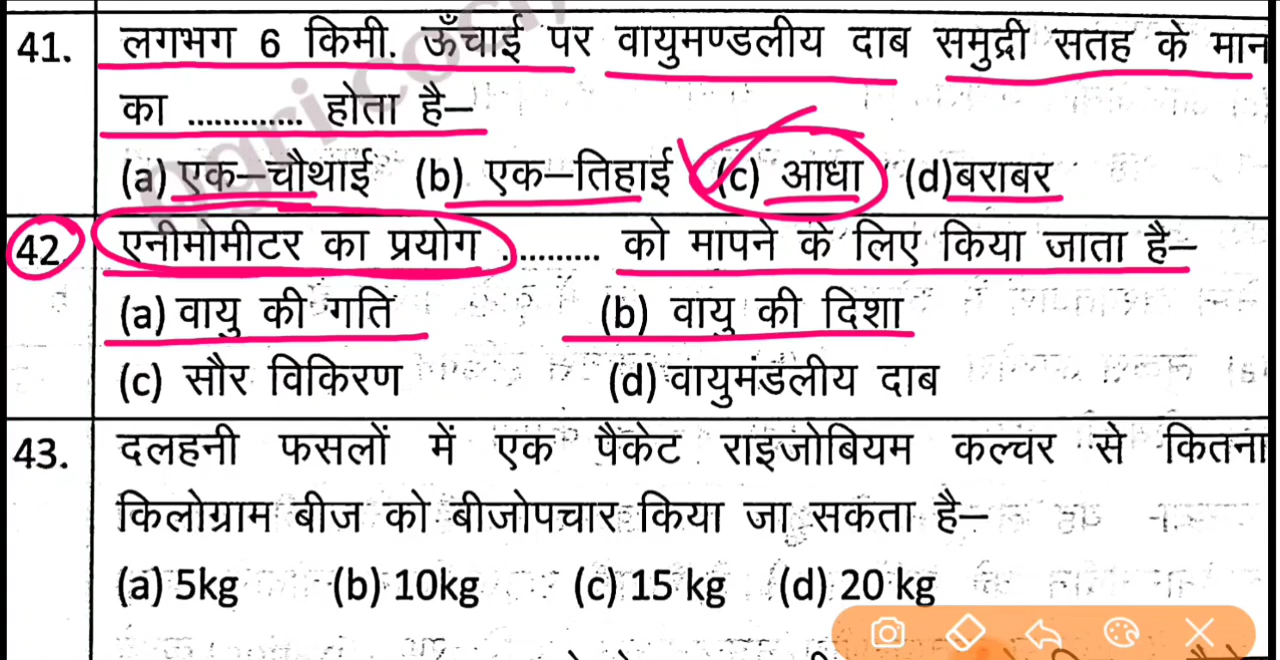 41. लगभग 6 किमी. ऊँचाई पर वायुमण्डलीय दाब समुद्री सतह के मान
का ............. होता है–
(a) एक–चौथाई (b) एक–तिहाई (c) आधा (d)बराबर
42 एनीमोमीटर का प्रयोग ........... को मापने के लिए किया जाता है–
(a) वायु की गति (b) वायु की दिशा
(c) सौर विकिरण (d) वायुमंडलीय दाब
43. दलहनी फसलों में एक पैकेट राइजोबियम कल्चर से कितना
किलोग्राम बीज को बीजोपचार किया जा सकता है–
(a) 5kg (b) 10kg (c) 15 kg (d) 20 kg